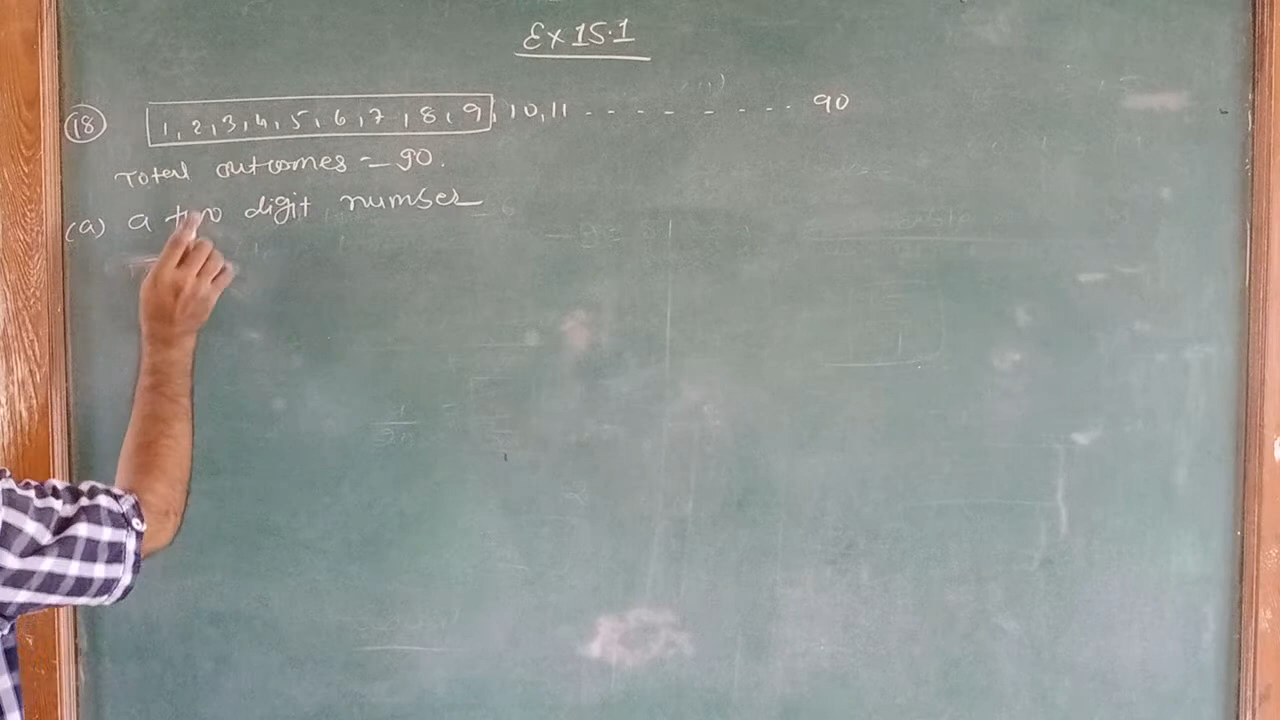 Ex 15.1
(18) 1, 2, 3, 4, 5, 6, 7, 8, 9, 10, 11 - - - - - - - - 90
Total outcomes = 90.
(a) a two digit number